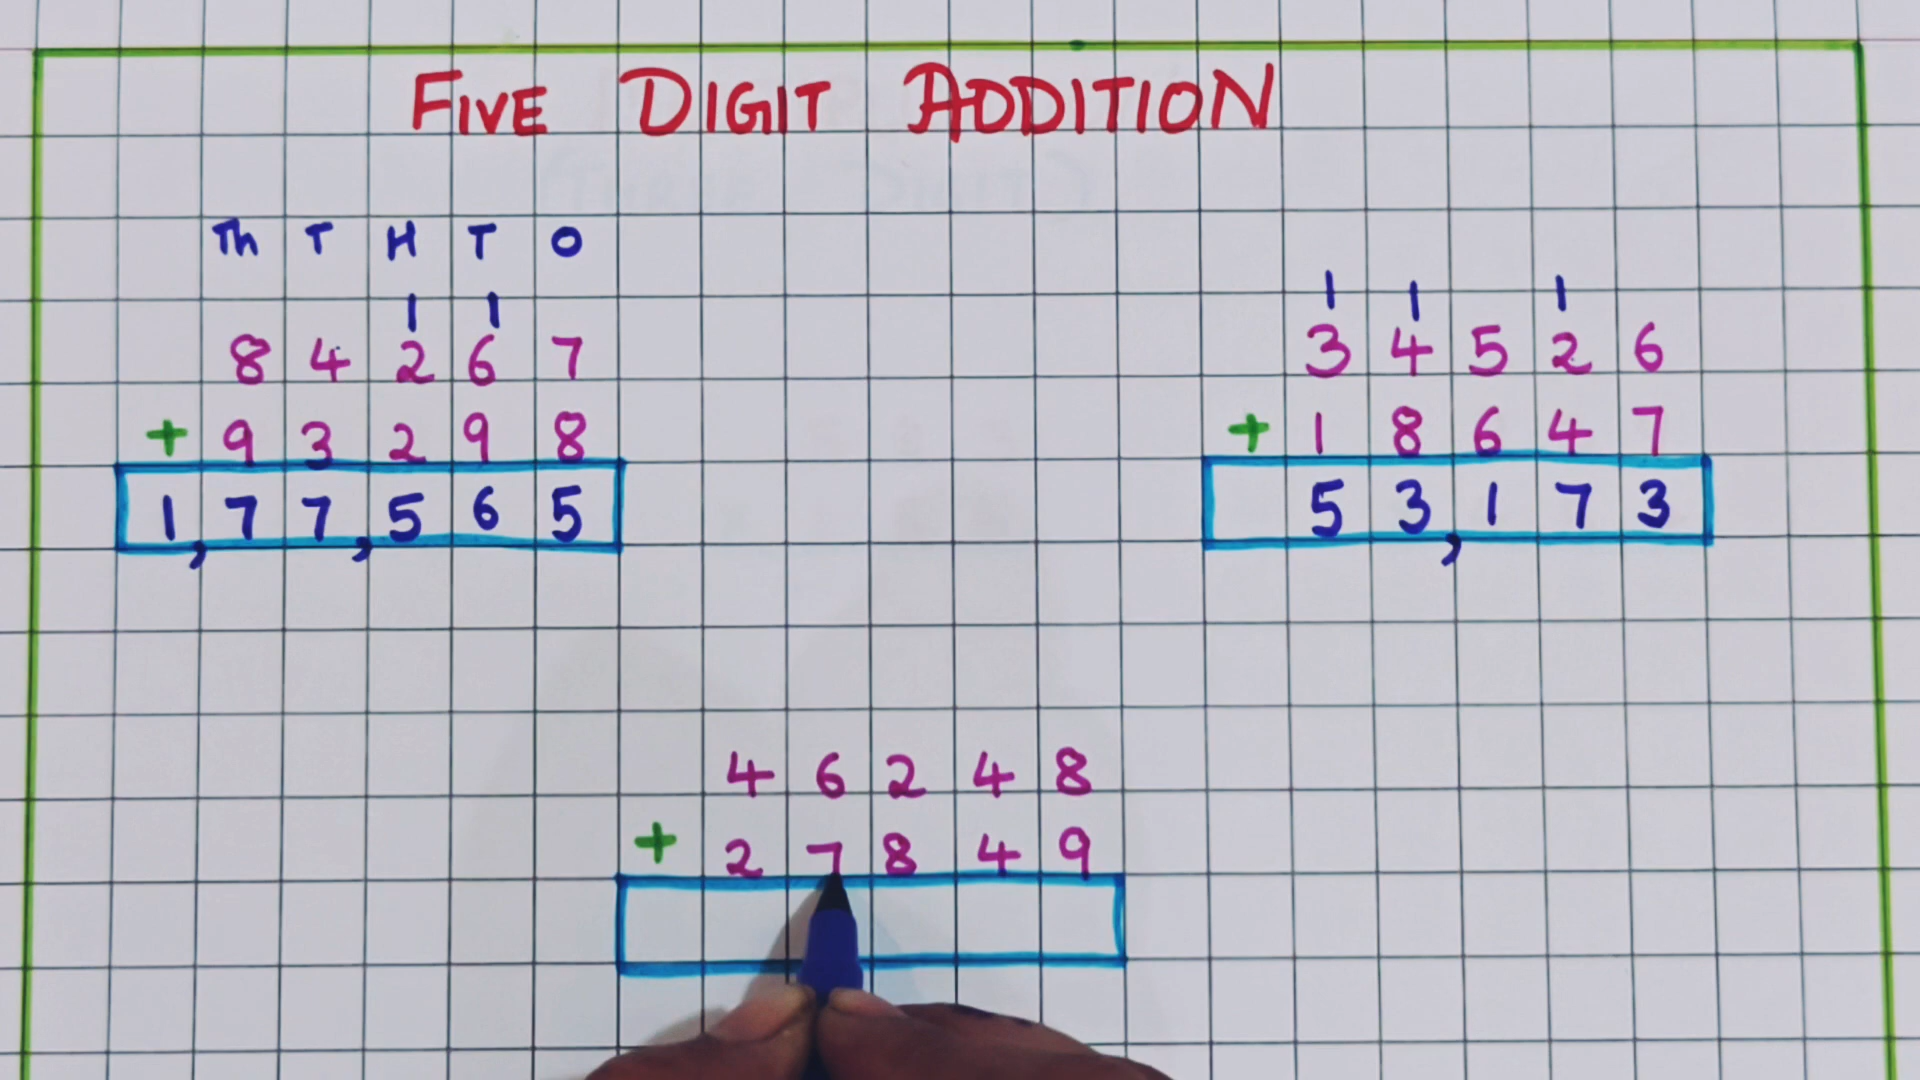 FIVE DIGIT ADDITION
Th T H T O
1 1
8 4 2 6 7
+ 9 3 2 9 8
1, 7 7, 5 6 5
1 1 1
3 4 5 2 6
+ 1 8 6 4 7
5 3, 1 7 3
4 6 2 4 8
+ 2 7 8 4 9